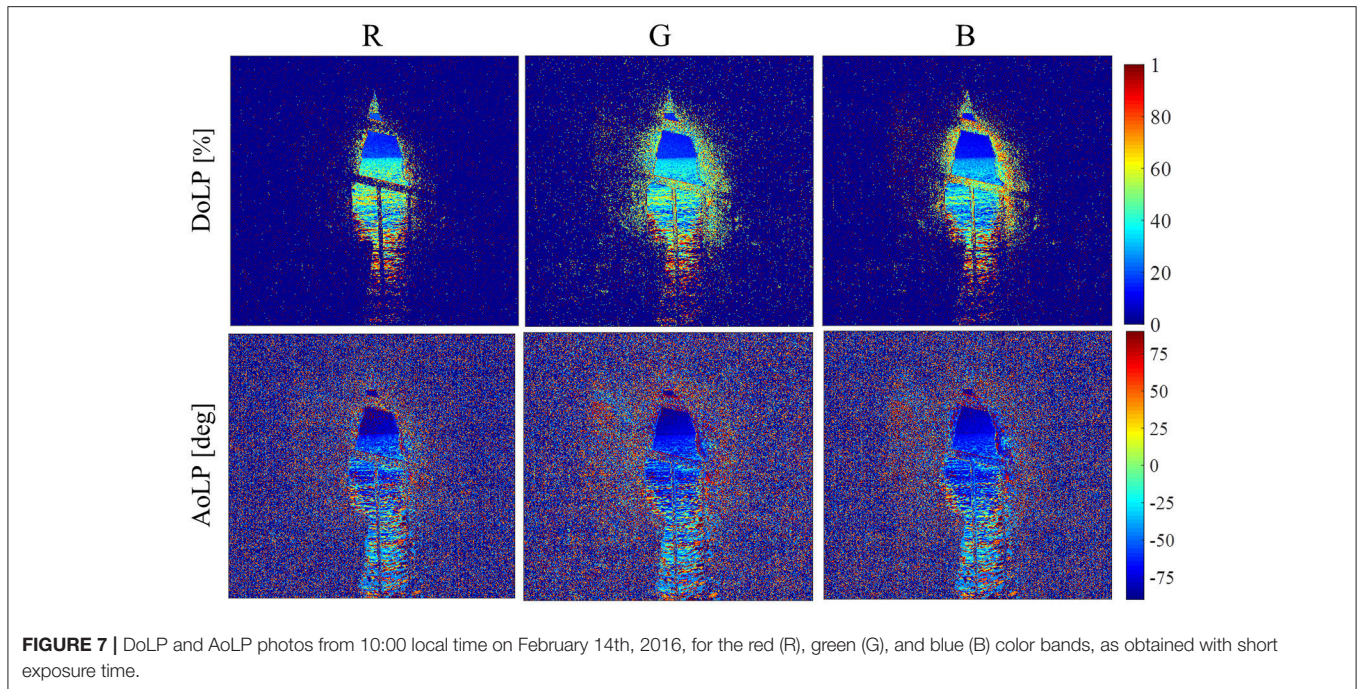 R G B
DoLP [%]
1
80
60
40
20
0
AoLP [deg]
75
50
25
0
-25
-50
-75
FIGURE 7 | DoLP and AoLP photos from 10:00 local time on February 14th, 2016, for the red (R), green (G), and blue (B) color bands, as obtained with short
exposure time.